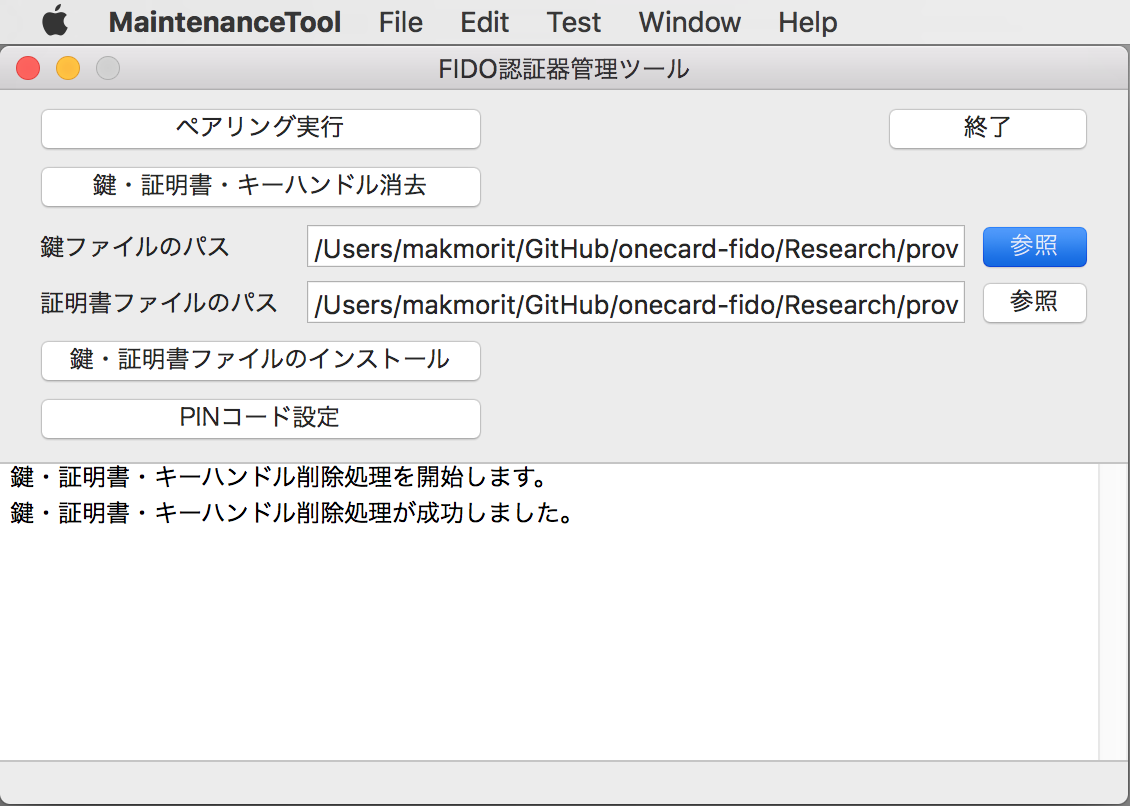 MaintenanceTool File Edit Test Window Help
FIDO認証器管理ツール
ペアリング実行 終了
鍵・証明書・キーハンドル消去
鍵ファイルのパス /Users/makmorit/GitHub/onecard-fido/Research/prov 参照
証明書ファイルのパス /Users/makmorit/GitHub/onecard-fido/Research/prov 参照
鍵・証明書ファイルのインストール
PINコード設定
鍵・証明書・キーハンドル削除処理を開始します。
鍵・証明書・キーハンドル削除処理が成功しました。